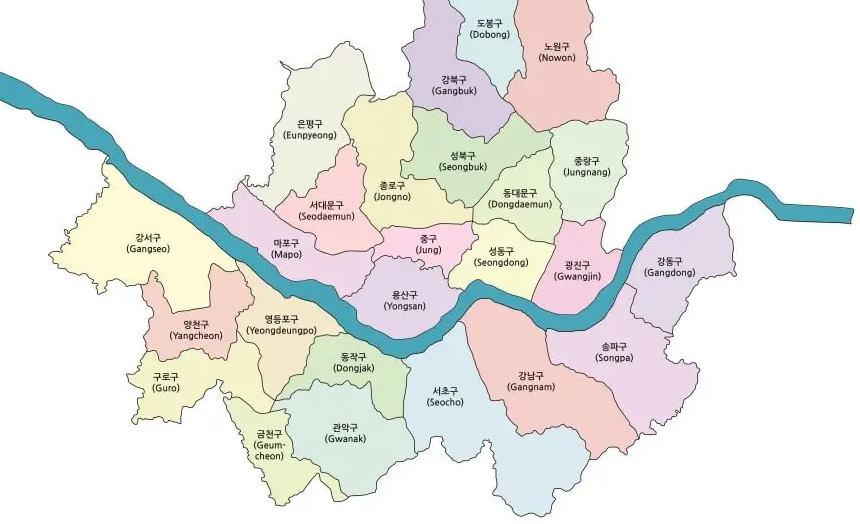 도봉구
(Dobong)
노원구
(Nowon)
강북구
(Gangbuk)
은평구
(Eunpyeong)
성북구
(Seongbuk)
중랑구
(Jungnang)
종로구
(Jongno)
동대문구
(Dongdaemun)
서대문구
(Seodaemun)
강서구
(Gangseo)
마포구
(Mapo)
중구
(Jung)
성동구
(Seongdong)
광진구
(Gwangjin)
강동구
(Gangdong)
용산구
(Yongsan)
양천구
(Yangcheon)
영등포구
(Yeongdeungpo)
송파구
(Songpa)
동작구
(Dongjak)
구로구
(Guro)
서초구
(Seocho)
강남구
(Gangnam)
금천구
(Geum-
cheon)
관악구
(Gwanak)